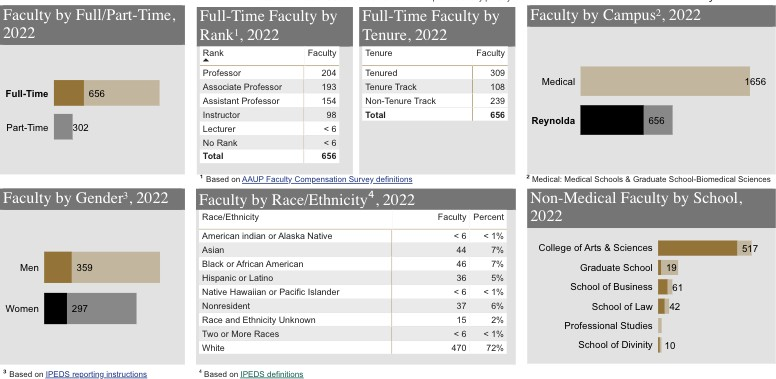 Faculty by Full/Part-Time,
2022
Full-Time 656
Part-Time 302
Full-Time Faculty by
Rank¹, 2022
Rank Faculty
Professor 204
Associate Professor 193
Assistant Professor 154
Instructor 98
Lecturer < 6
No Rank < 6
Total 656
¹ Based on AAUP Faculty Compensation Survey definitions
Full-Time Faculty by
Tenure, 2022
Tenure Faculty
Tenured 309
Tenure Track 108
Non-Tenure Track 239
Total 656
Faculty by Campus², 2022
Medical 1656
Reynolda 656
² Medical: Medical Schools & Graduate School-Biomedical Sciences
Faculty by Gender³, 2022
Men 359
Women 297
³ Based on IPEDS reporting instructions
Faculty by Race/Ethnicity⁴, 2022
Race/Ethnicity Faculty Percent
American indian or Alaska Native < 6 < 1%
Asian 44 7%
Black or African American 46 7%
Hispanic or Latino 36 5%
Native Hawaiian or Pacific Islander < 6 < 1%
Nonresident 37 6%
Race and Ethnicity Unknown 15 2%
Two or More Races < 6 < 1%
White 470 72%
⁴ Based on IPEDS definitions
Non-Medical Faculty by School,
2022
College of Arts & Sciences 517
Graduate School 19
School of Business 61
School of Law 42
Professional Studies
School of Divinity 10